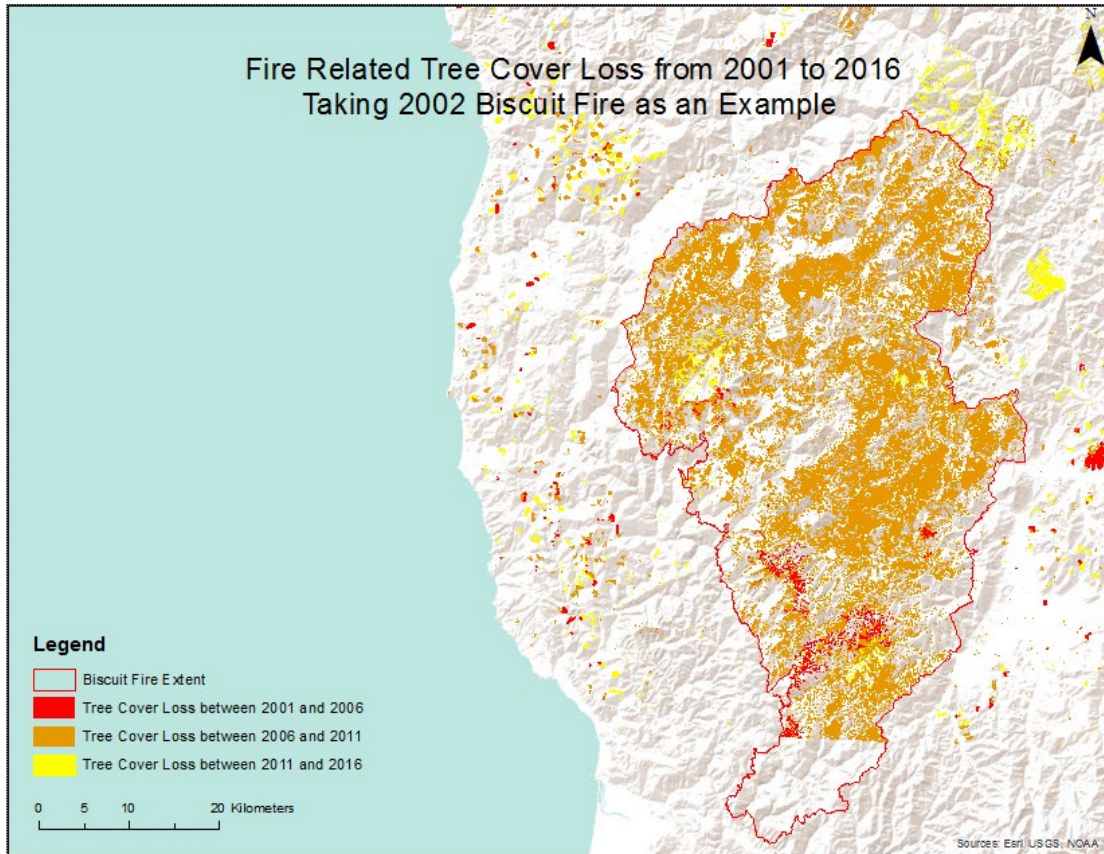 N
Fire Related Tree Cover Loss from 2001 to 2016
Taking 2002 Biscuit Fire as an Example
Legend
Biscuit Fire Extent
Tree Cover Loss between 2001 and 2006
Tree Cover Loss between 2006 and 2011
Tree Cover Loss between 2011 and 2016
0 5 10 20 Kilometers
Sources: Esri, USGS, NOAA